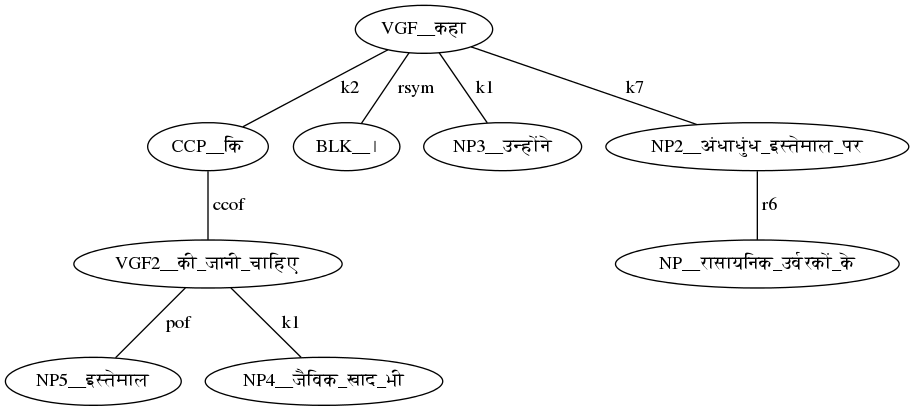 VGF__कहा
k2 rsym k1 k7
CCP__कि BLK__। NP3__उन्होंने NP2__अंधाधुंध_इस्तेमाल_पर
ccof r6
VGF2__की_जानी_चाहिए NP__रासायनिक_उर्वरकों_के
pof k1
NP5__इस्तेमाल NP4__जैविक_खाद_भी